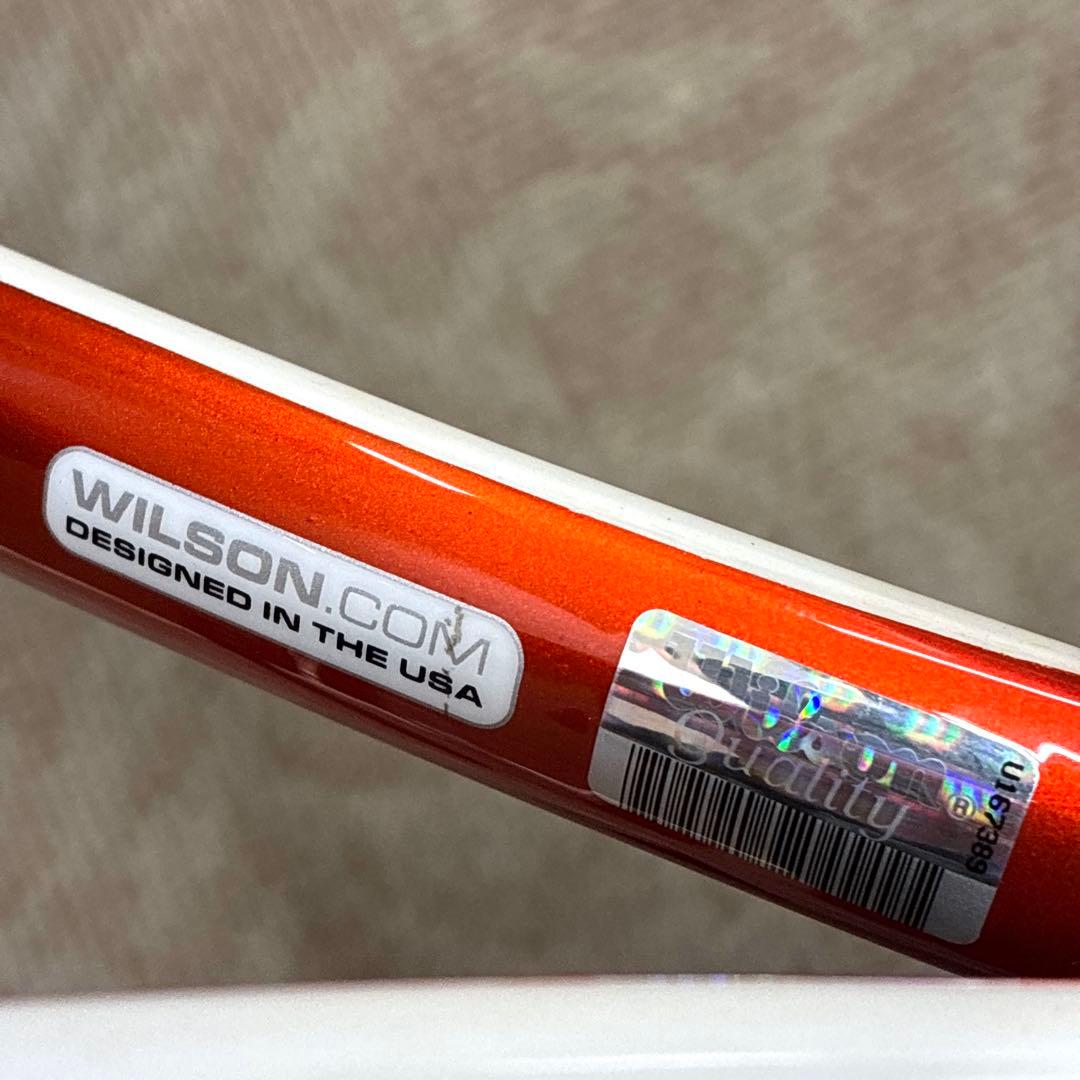 WILSON.COM
DESIGNED IN THE USA
Quality
®
U167389